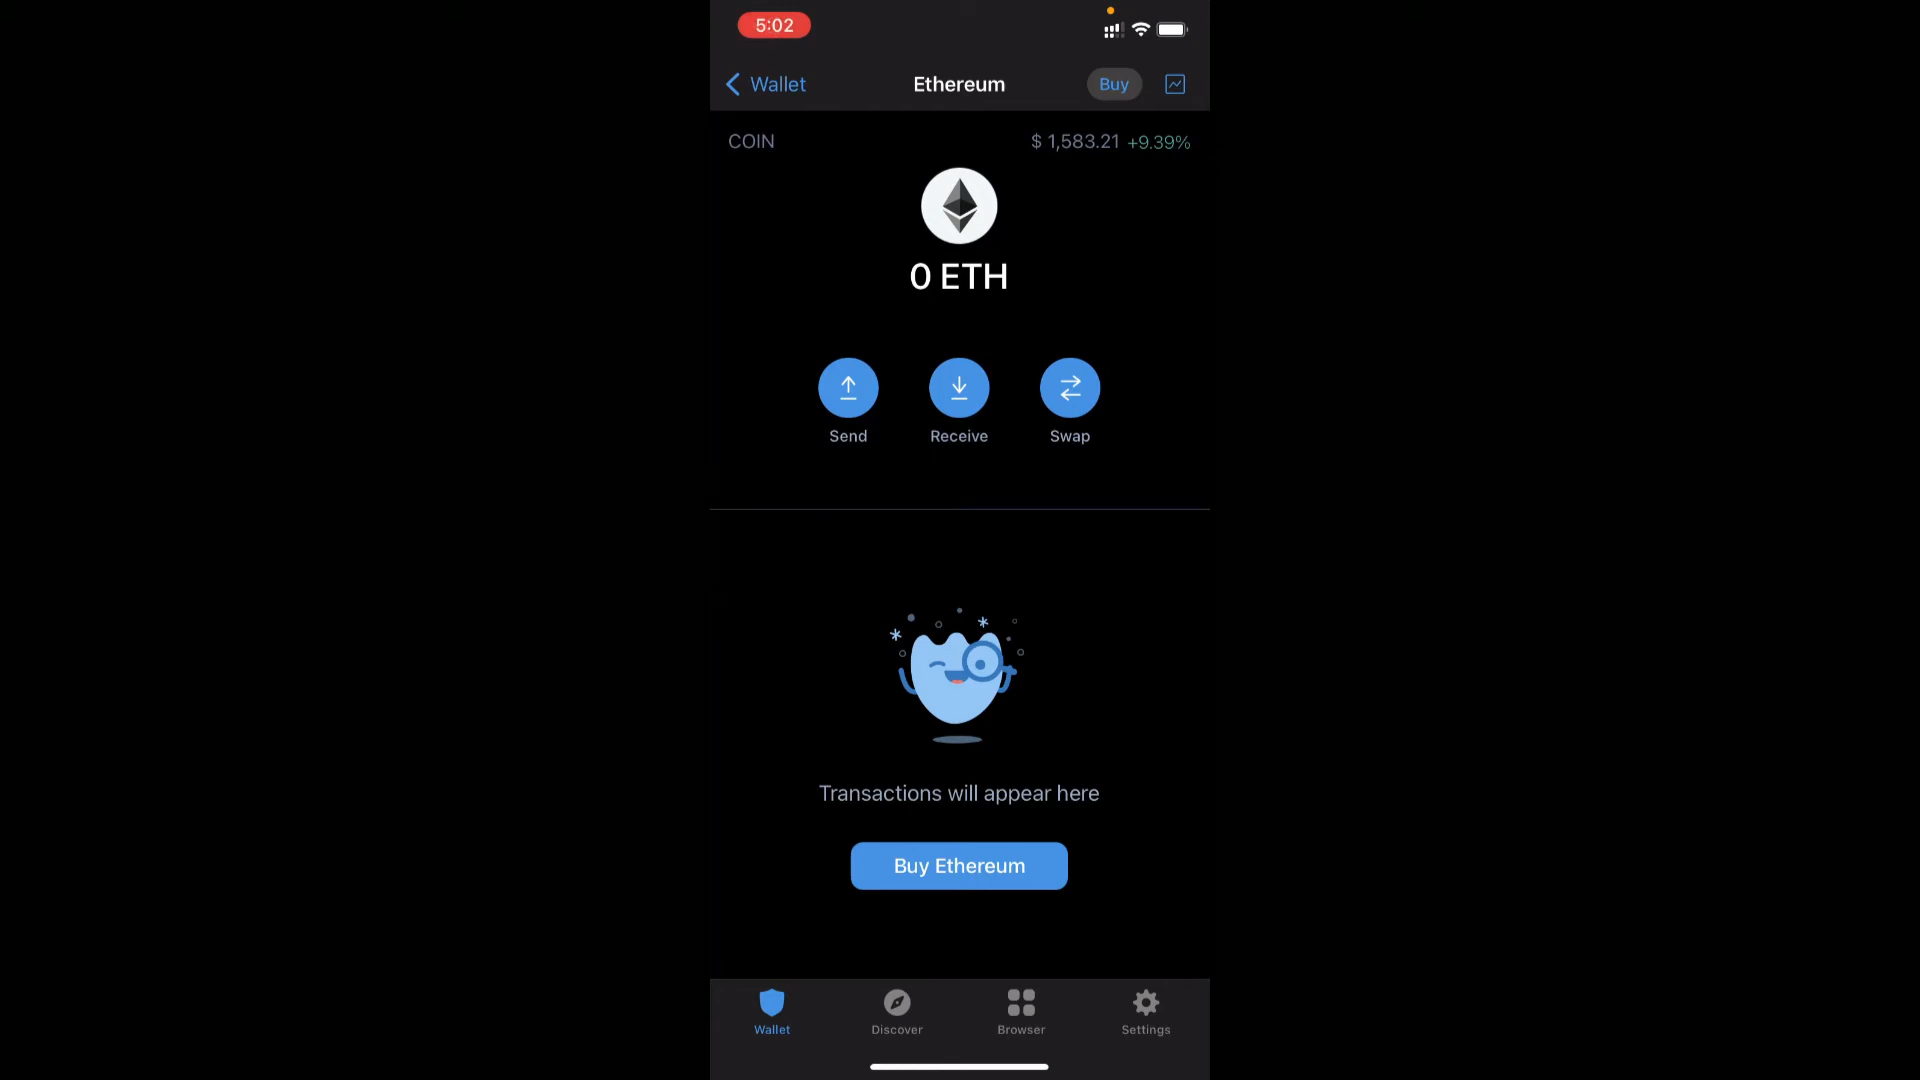 5:02
Wallet
Ethereum
Buy
COIN
$ 1,583.21 +9.39%
0 ETH
Send
Receive
Swap
Transactions will appear here
Buy Ethereum
Wallet
Discover
Browser
Settings